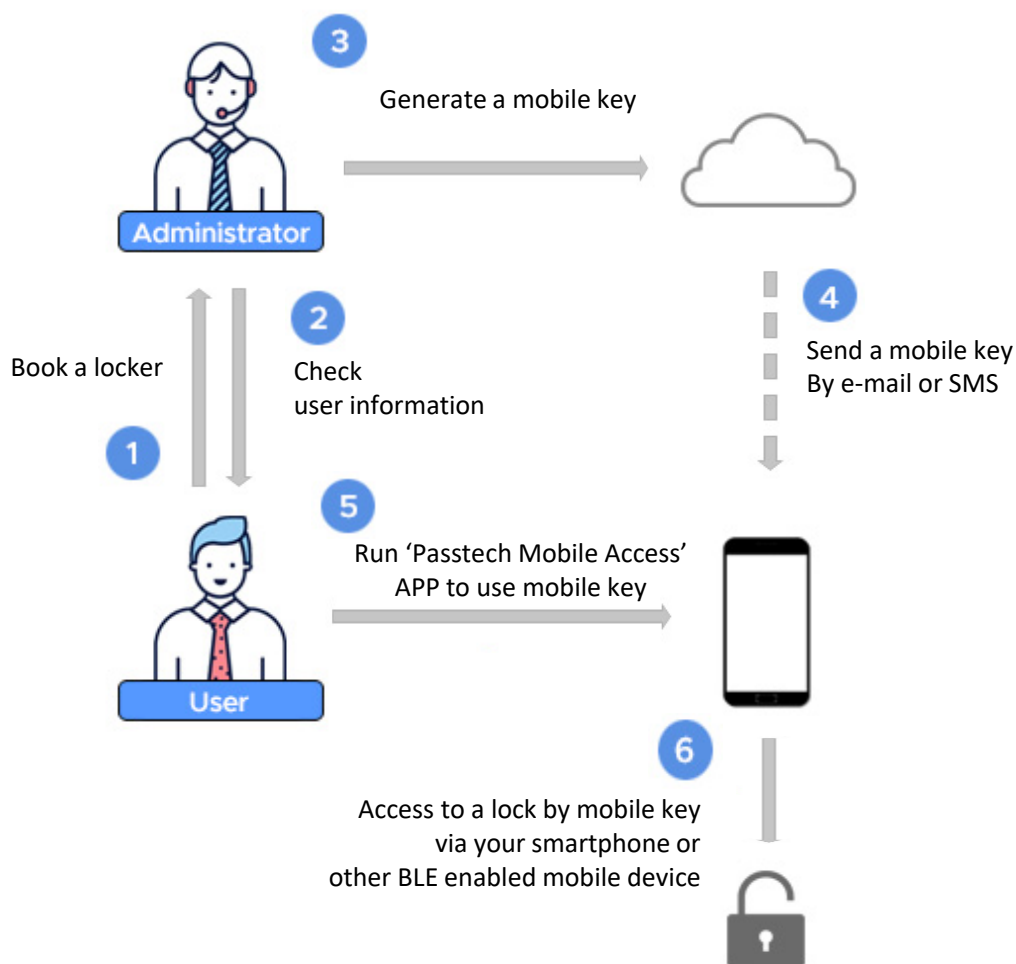 3
Generate a mobile key
Administrator
2
Check
user information
Book a locker
1
4
Send a mobile key
By e-mail or SMS
5
Run ‘Passtech Mobile Access’
APP to use mobile key
User
6
Access to a lock by mobile key
via your smartphone or
other BLE enabled mobile device